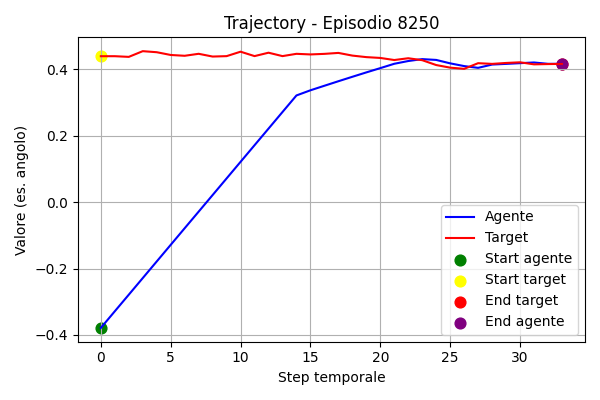 Trajectory - Episodio 8250
Valore (es. angolo)
0.4
0.2
0.0
−0.2
−0.4
0 5 10 15 20 25 30
Step temporale
Agente
Target
Start agente
Start target
End target
End agente